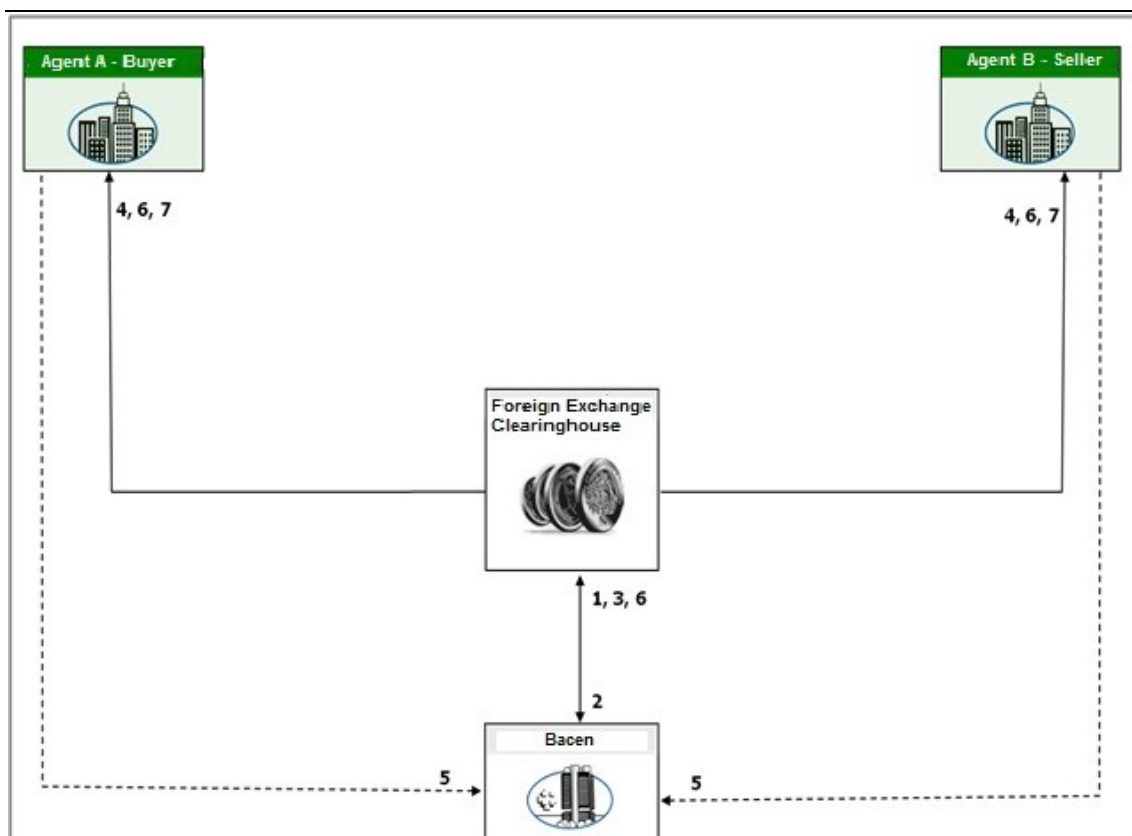 Agent A - Buyer
Agent B - Seller
4, 6, 7
4, 6, 7
Foreign Exchange
Clearinghouse
1, 3, 6
2
Bacen
5
5